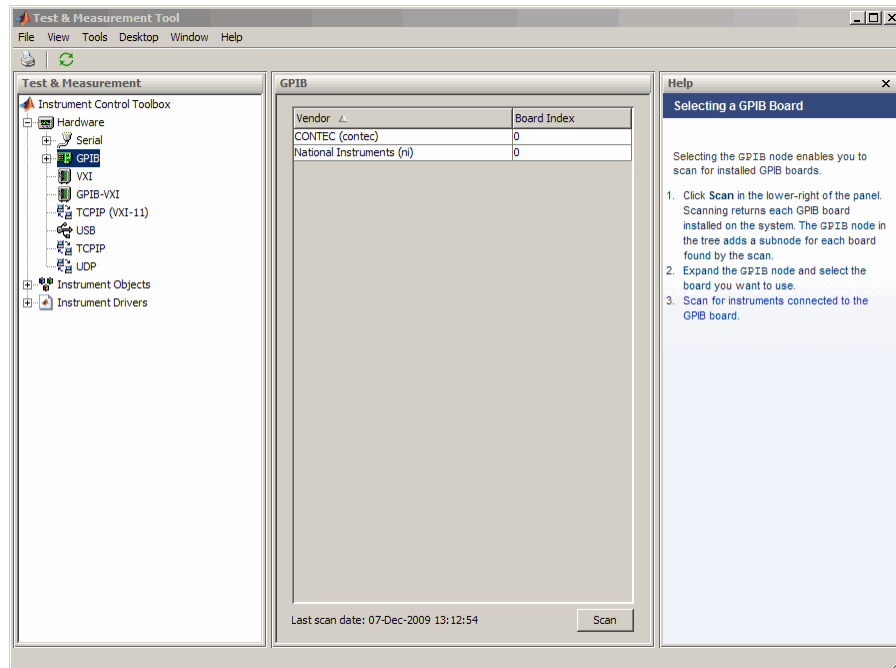 Test & Measurement Tool
File View Tools Desktop Window Help
Test & Measurement
Instrument Control Toolbox
Hardware
Serial
GPIB
VXI
GPIB-VXI
TCPIP (VXI-11)
USB
TCPIP
UDP
Instrument Objects
Instrument Drivers
GPIB
Vendor Board Index
CONTEC (contec) 0
National Instruments (ni) 0
Last scan date: 07-Dec-2009 13:12:54 Scan
Help
Selecting a GPIB Board
Selecting the GPIB node enables you to
scan for installed GPIB boards.
1. Click Scan in the lower-right of the panel.
Scanning returns each GPIB board
installed on the system. The GPIB node in
the tree adds a subnode for each board
found by the scan.
2. Expand the GPIB node and select the
board you want to use.
3. Scan for instruments connected to the
GPIB board.